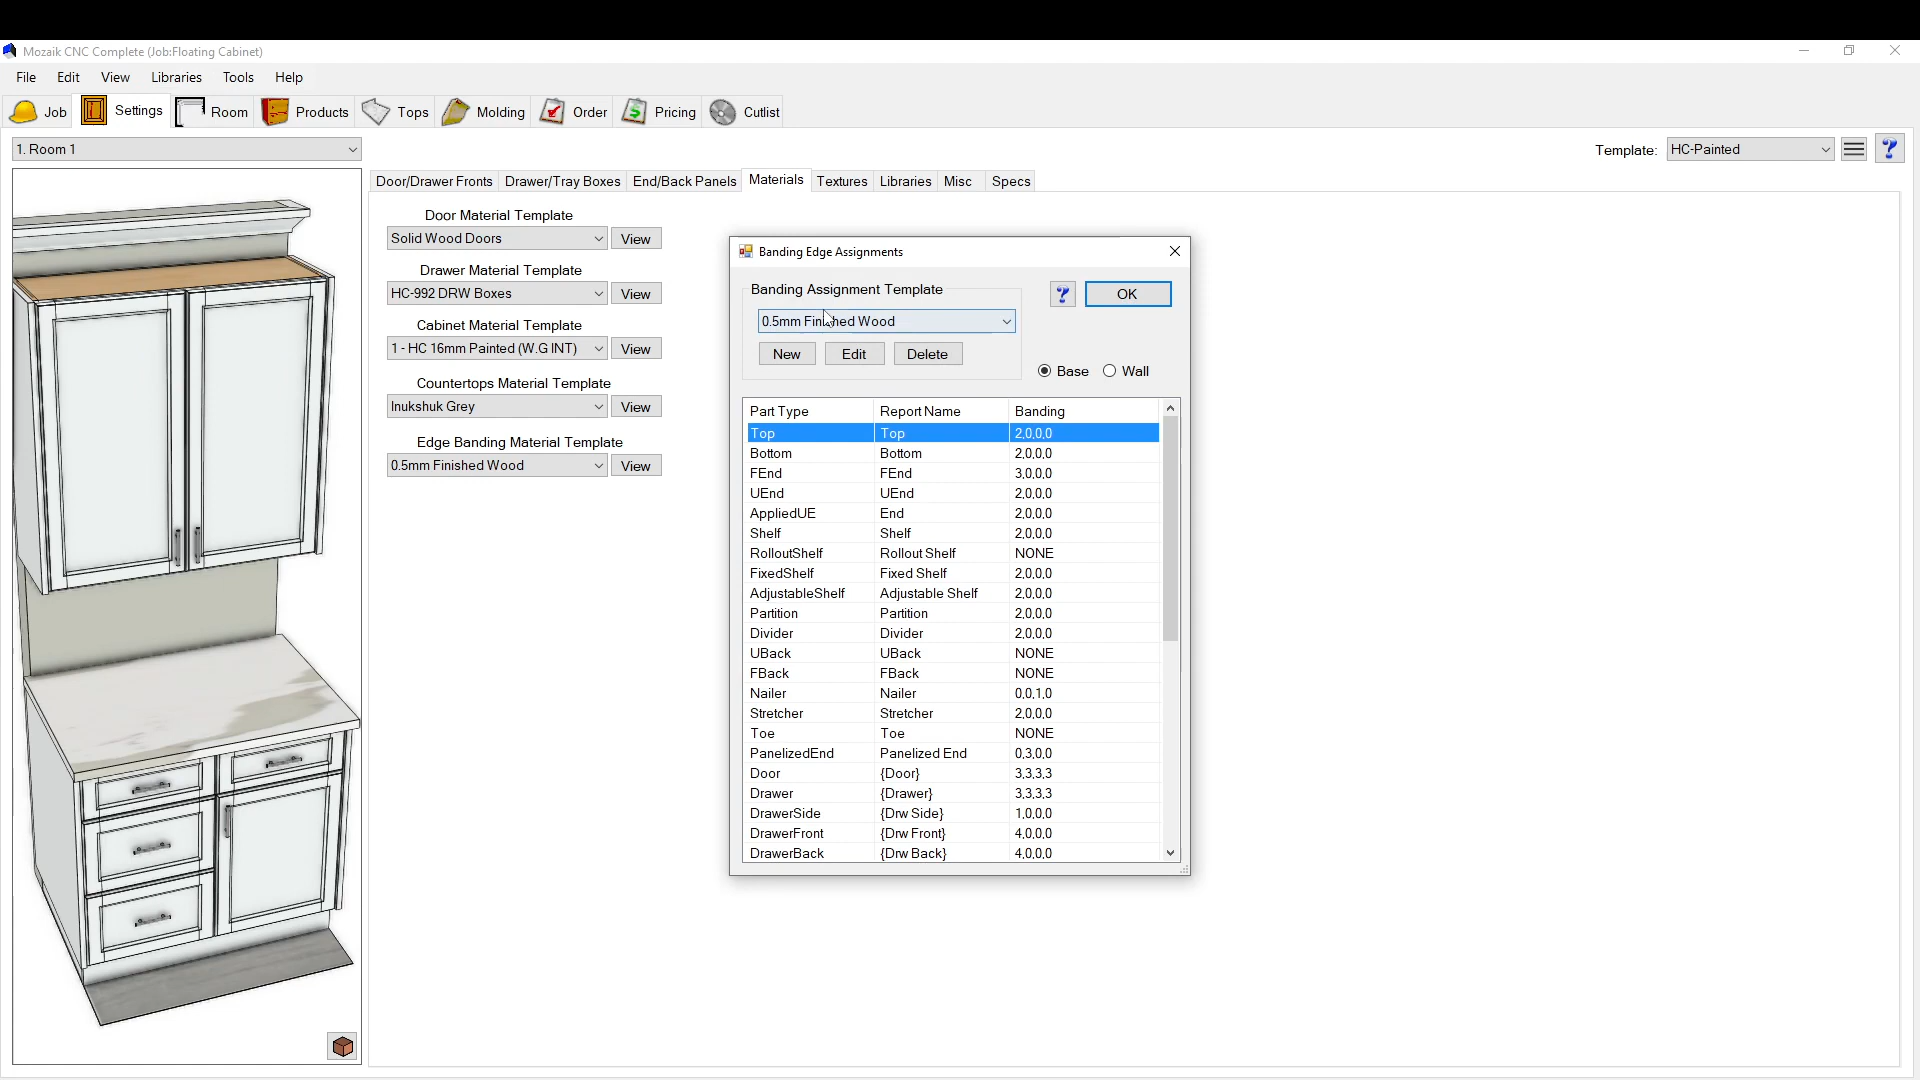 Mozaik CNC Complete (Job:Floating Cabinet)
File Edit View Libraries Tools Help
Job Settings Room Products Tops Molding Order Pricing Cutlist
1. Room 1
Template: HC-Painted
Door/Drawer Fronts Drawer/Tray Boxes End/Back Panels Materials Textures Libraries Misc Specs
Door Material Template
Solid Wood Doors View
Drawer Material Template
HC-992 DRW Boxes View
Cabinet Material Template
1 - HC 16mm Painted (W.G INT) View
Countertops Material Template
Inukshuk Grey View
Edge Banding Material Template
0.5mm Finished Wood View
Banding Edge Assignments
Banding Assignment Template
? OK
0.5mm Finished Wood
New Edit Delete
Base Wall
Part Type Report Name Banding
Top Top 2,0,0,0
Bottom Bottom 2,0,0,0
FEnd FEnd 3,0,0,0
UEnd UEnd 2,0,0,0
AppliedUE End 2,0,0,0
Shelf Shelf 2,0,0,0
RolloutShelf Rollout Shelf NONE
FixedShelf Fixed Shelf 2,0,0,0
AdjustableShelf Adjustable Shelf 2,0,0,0
Partition Partition 2,0,0,0
Divider Divider 2,0,0,0
UBack UBack NONE
FBack FBack NONE
Nailer Nailer 0,0,1,0
Stretcher Stretcher 2,0,0,0
Toe Toe NONE
PanelizedEnd Panelized End 0,3,0,0
Door {Door} 3,3,3,3
Drawer {Drawer} 3,3,3,3
DrawerSide {Drw Side} 1,0,0,0
DrawerFront {Drw Front} 4,0,0,0
DrawerBack {Drw Back} 4,0,0,0